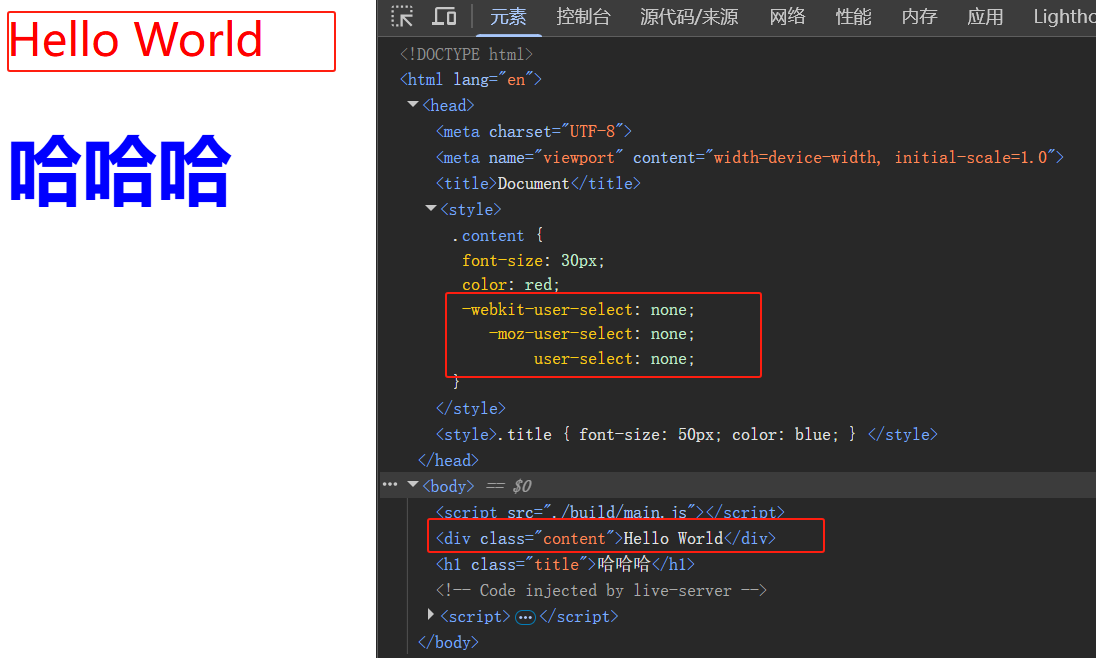 Hello World
哈哈哈
元素 控制台 源代码/来源 网络 性能 内存 应用 Lightho
<!DOCTYPE html>
<html lang="en">
<head>
<meta charset="UTF-8">
<meta name="viewport" content="width=device-width, initial-scale=1.0">
<title>Document</title>
<style>
.content {
font-size: 30px;
color: red;
-webkit-user-select: none;
-moz-user-select: none;
user-select: none;
}
</style>
<style>.title { font-size: 50px; color: blue; } </style>
</head>
<body> == $0
<script src="./build/main.js"></script>
<div class="content">Hello World</div>
<h1 class="title">哈哈哈</h1>
<!-- Code injected by live-server -->
<script>…</script>
</body>